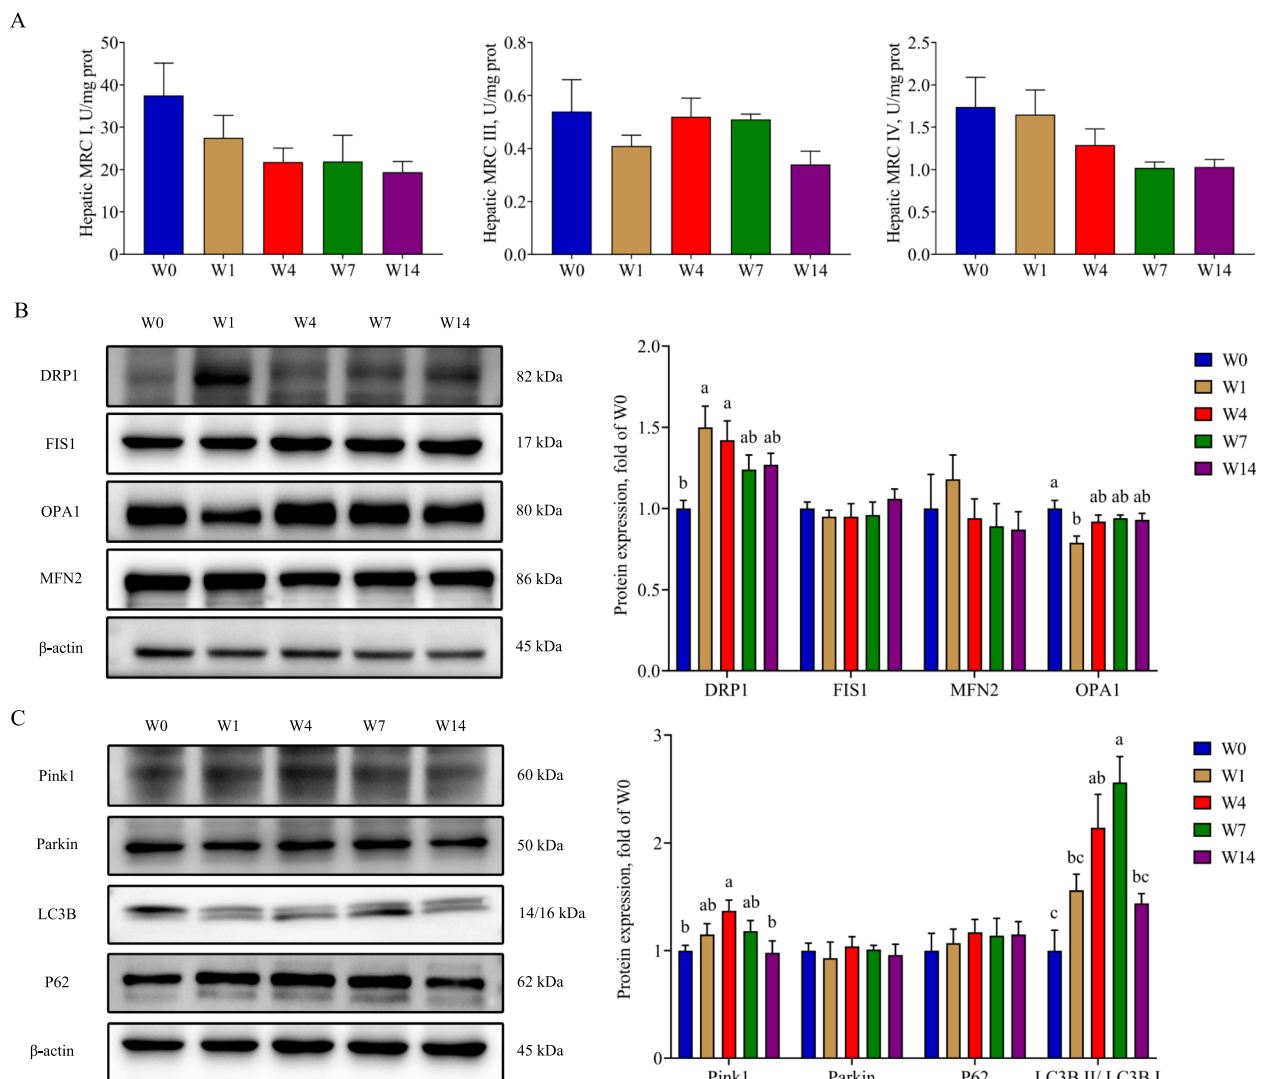 A
Hepatic MRC I, U/mg prot
50
40
30
20
10
0
W0 W1 W4 W7 W14
Hepatic MRC III, U/mg prot
0.8
0.6
0.4
0.2
0.0
W0 W1 W4 W7 W14
Hepatic MRC IV, U/mg prot
2.5
2.0
1.5
1.0
0.5
0.0
W0 W1 W4 W7 W14
B
W0 W1 W4 W7 W14
DRP1 82 kDa
FIS1 17 kDa
OPA1 80 kDa
MFN2 86 kDa
β-actin 45 kDa
Protein expression, fold of W0
2.0
1.5
1.0
0.5
0.0
b a a ab ab
a b ab ab ab
DRP1 FIS1 MFN2 OPA1
W0
W1
W4
W7
W14
C
W0 W1 W4 W7 W14
Pink1 60 kDa
Parkin 50 kDa
LC3B 14/16 kDa
P62 62 kDa
β-actin 45 kDa
Protein expression, fold of W0
3
2
1
0
b ab a ab b
c bc ab a bc
Pink1 Parkin P62 LC3B II/ LC3B I
W0
W1
W4
W7
W14